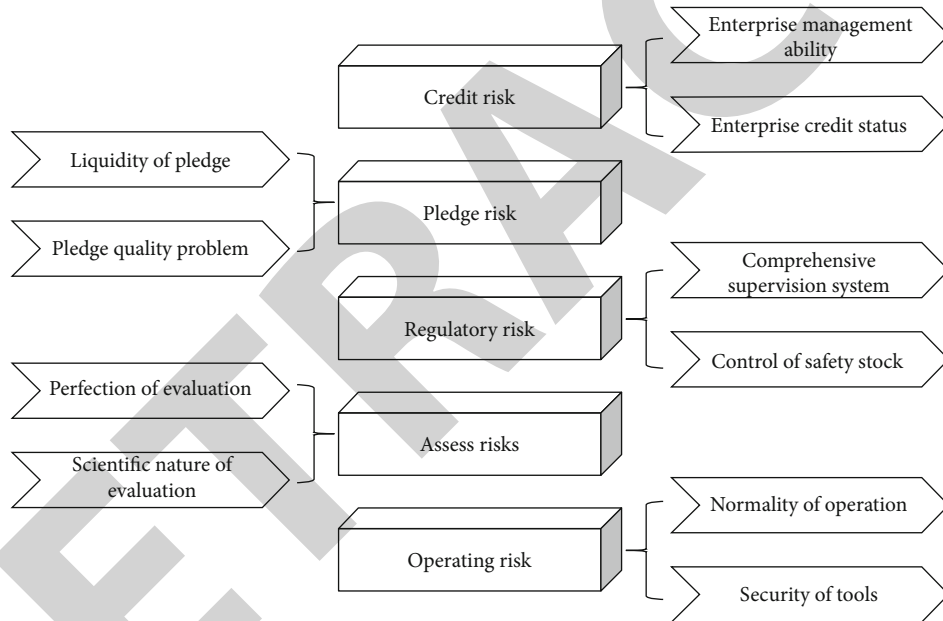 Enterprise management
ability
Credit risk
Enterprise credit status
Liquidity of pledge
Pledge risk
Pledge quality problem
Comprehensive
supervision system
Regulatory risk
Control of safety stock
Perfection of evaluation
Assess risks
Scientific nature of
evaluation
Normality of operation
Operating risk
Security of tools
ETRAC